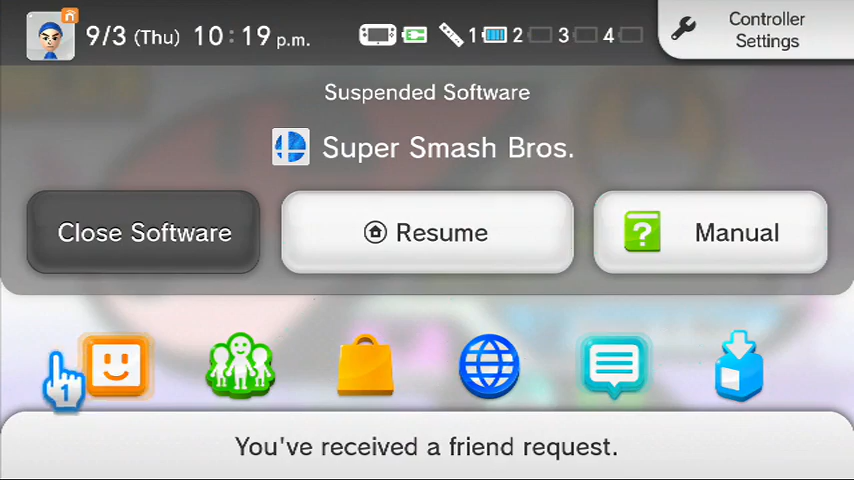 9/3 (Thu) 10:19 p.m.
1 2 3 4
Controller
Settings
Suspended Software
Super Smash Bros.
Close Software
Resume
? Manual
1
You've received a friend request.